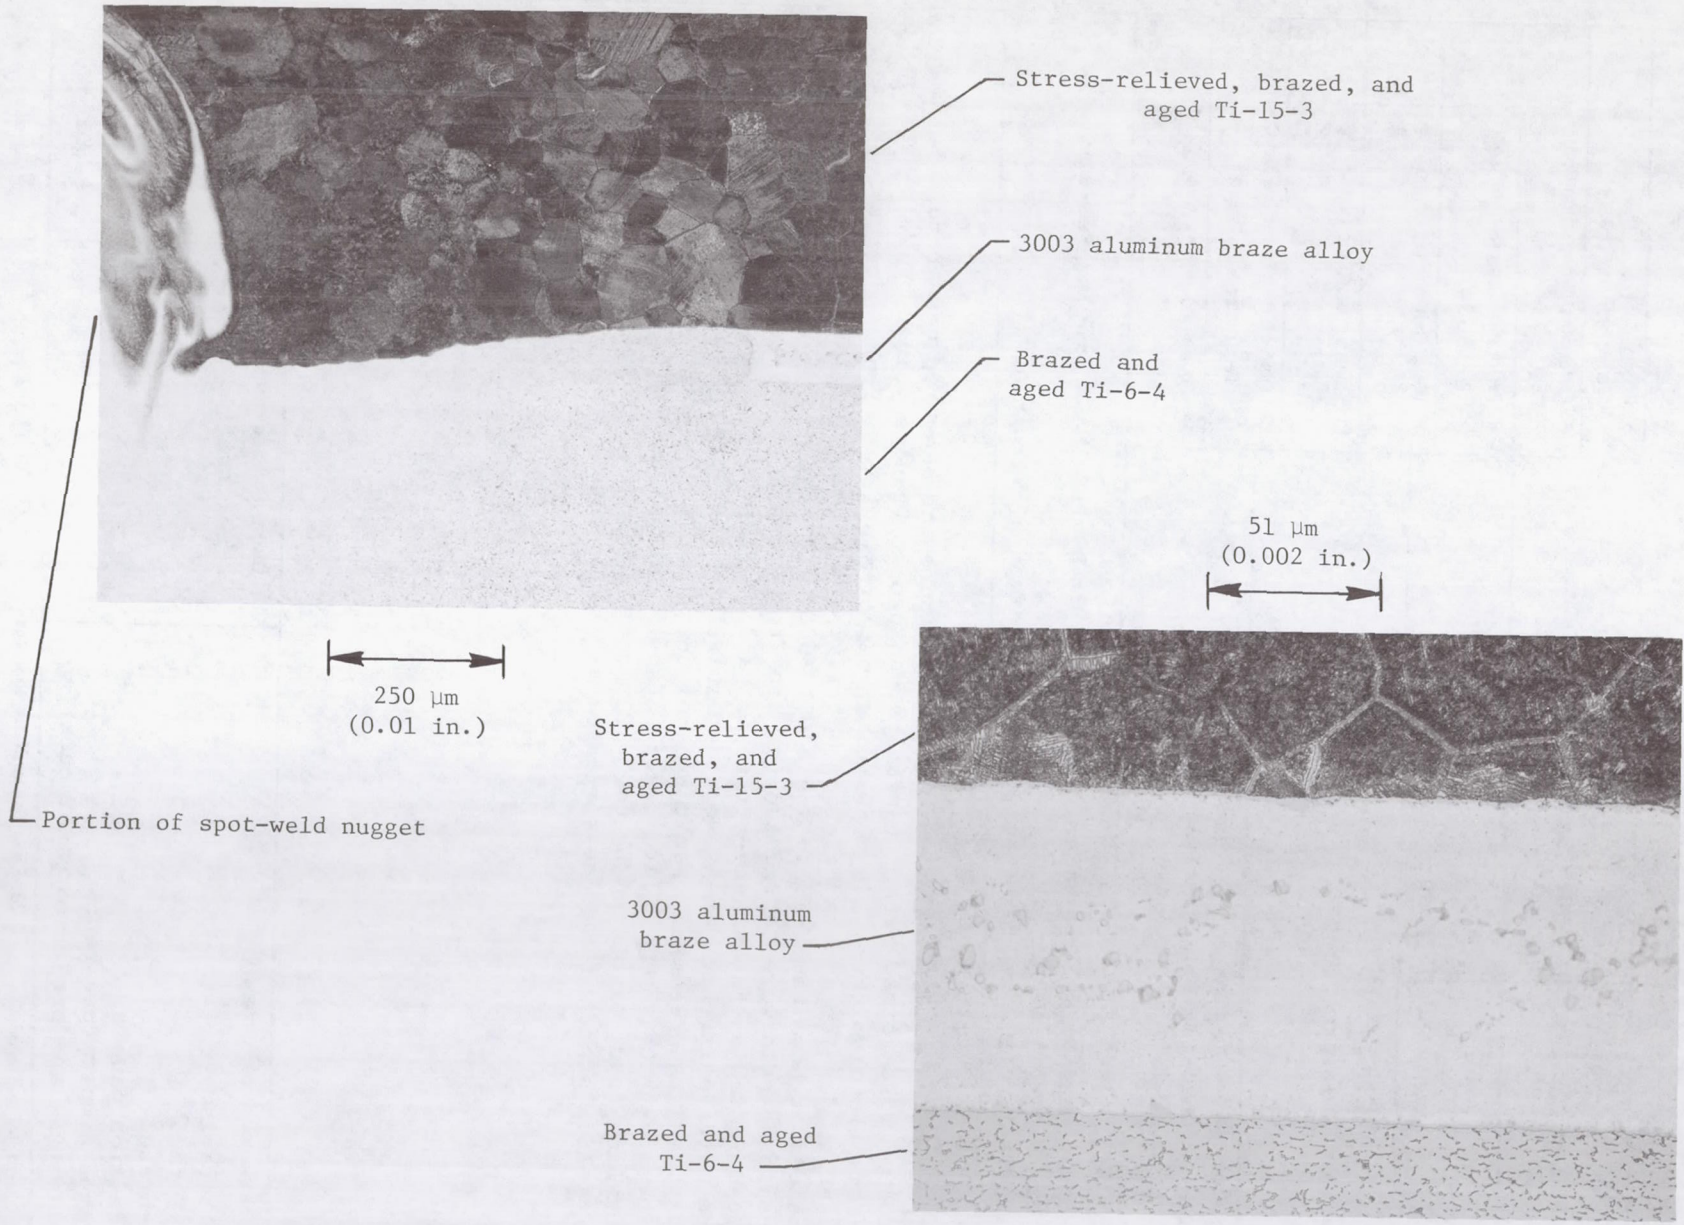 Stress-relieved, brazed, and
aged Ti-15-3
3003 aluminum braze alloy
Brazed and
aged Ti-6-4
51 µm
(0.002 in.)
250 µm
(0.01 in.)
Stress-relieved,
brazed, and
aged Ti-15-3
Portion of spot-weld nugget
3003 aluminum
braze alloy
Brazed and aged
Ti-6-4